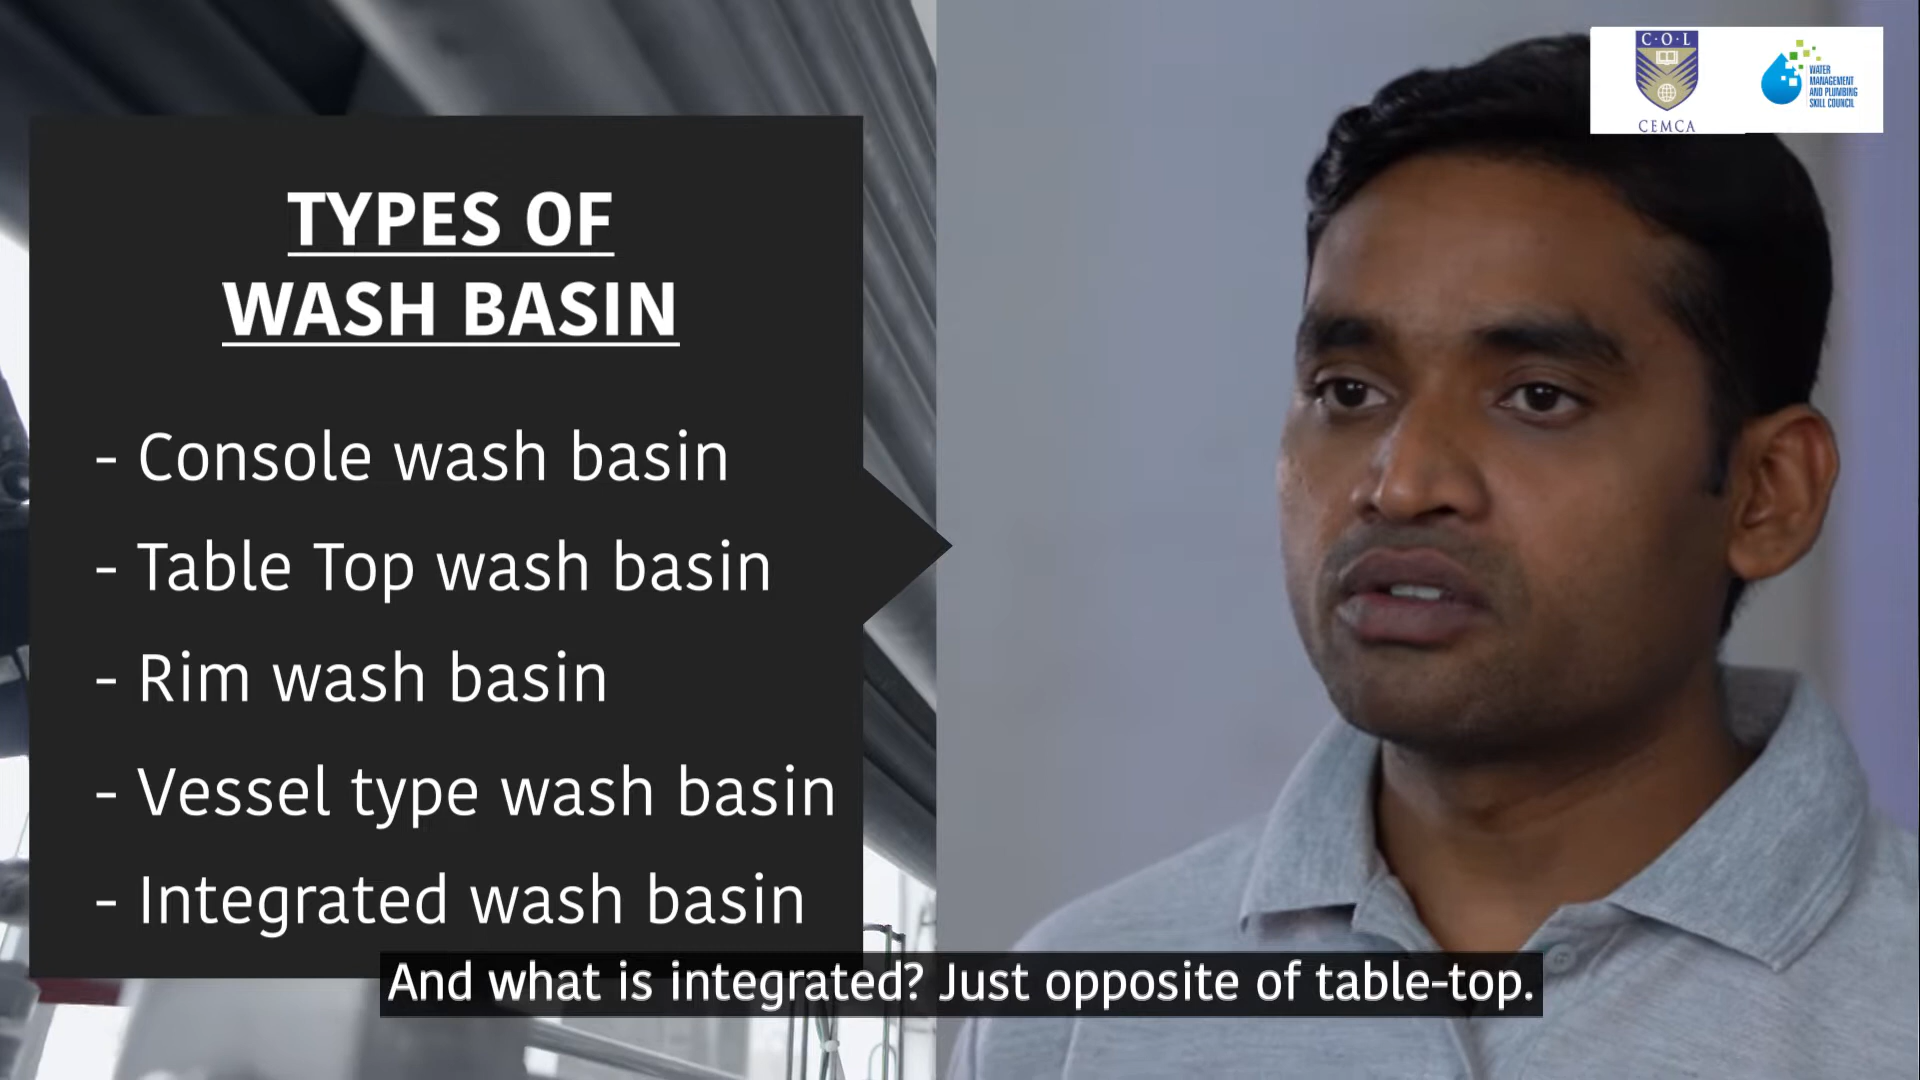 TYPES OF
WASH BASIN
- Console wash basin
- Table Top wash basin
- Rim wash basin
- Vessel type wash basin
- Integrated wash basin
And what is integrated? Just opposite of table-top.
C·O·L
CEMCA
WATER
MANAGEMENT
AND PLUMBING
SKILL COUNCIL